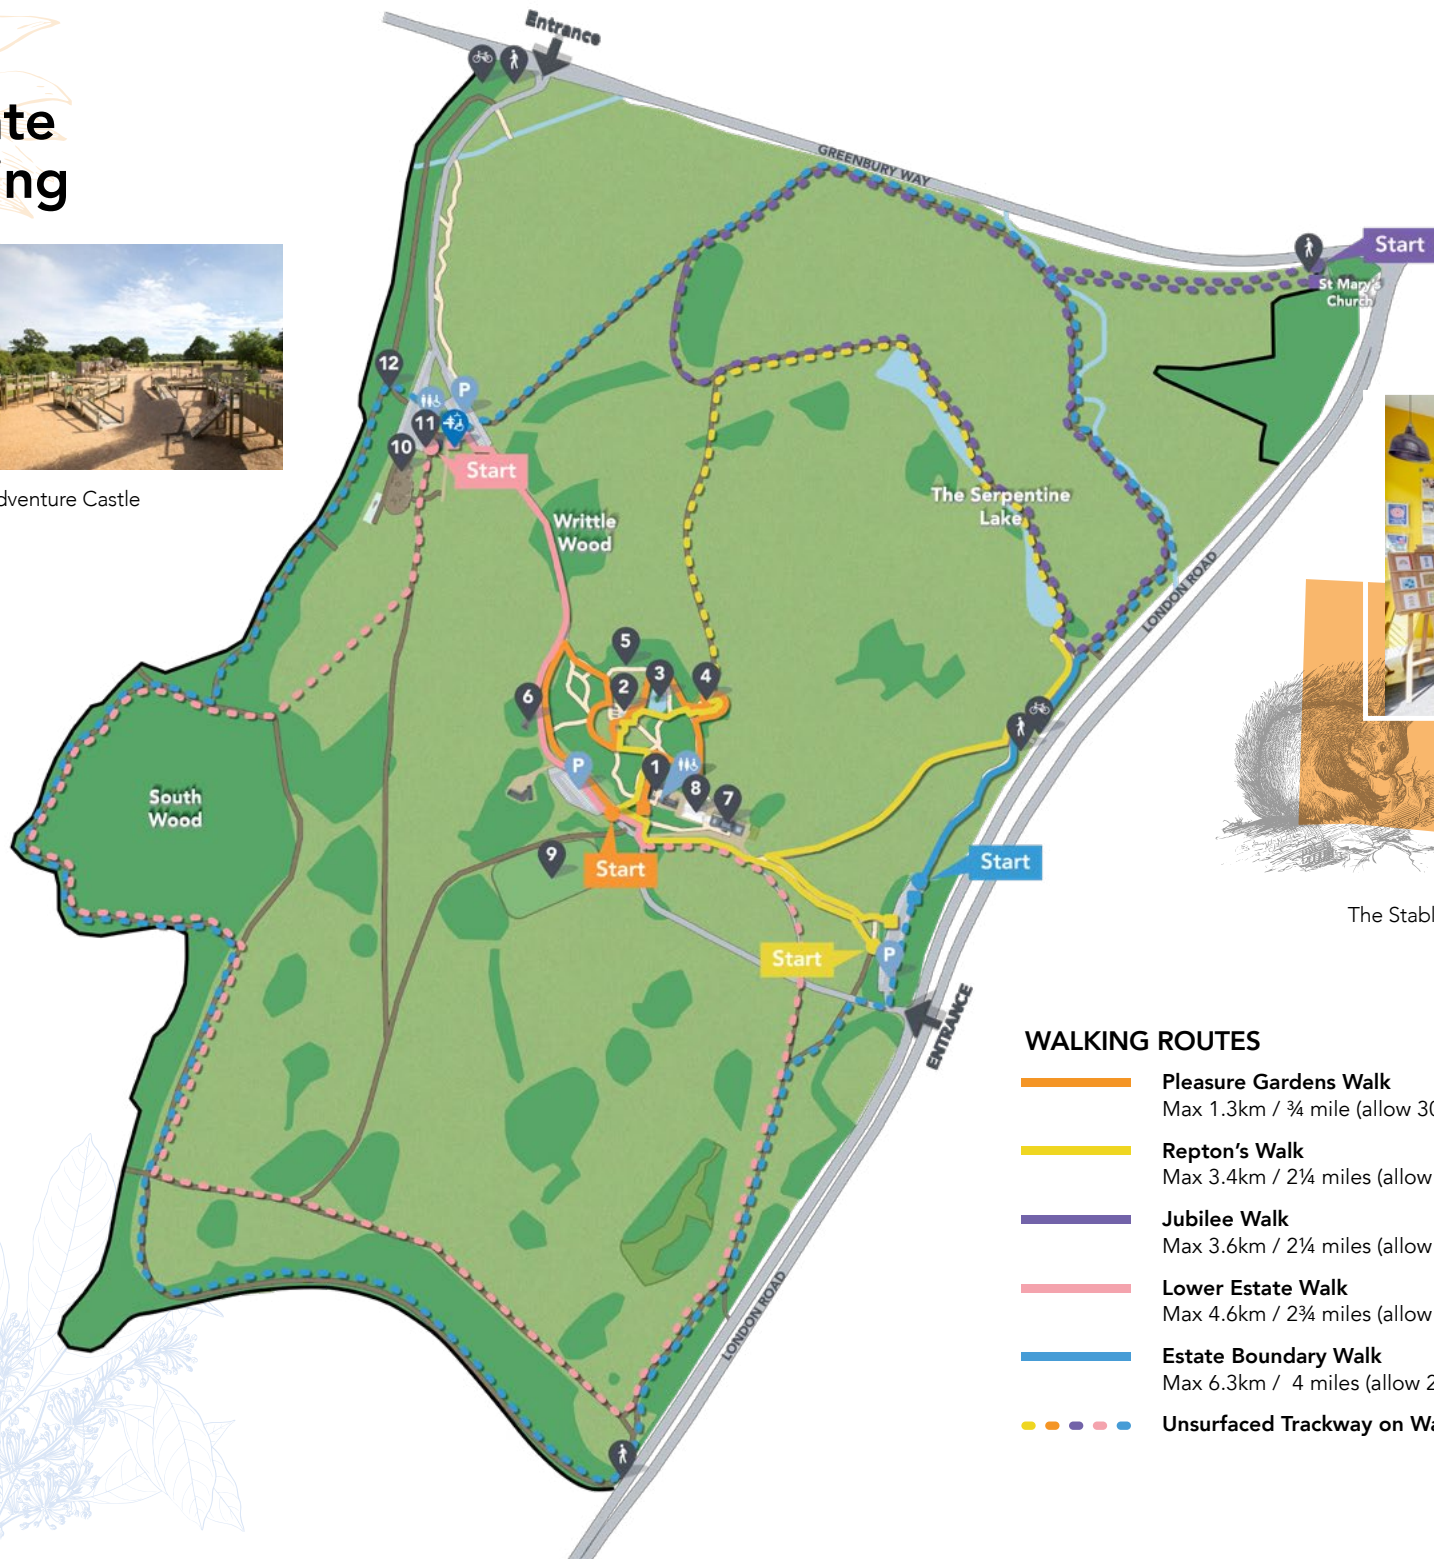 Entrance
GREENBURY WAY
Start
St Mary's
Church
12
P
11
10
Start
dventure Castle
Writtle
Wood
The Serpentine
Lake
LONDON ROAD
5
3
4
2
6
P
1
8
7
South
Wood
9
Start
Start
Start
P
The Stabl
ENTRANCE
LONDON ROAD
WALKING ROUTES
Pleasure Gardens Walk
Max 1.3km / ¾ mile (allow 30
Repton's Walk
Max 3.4km / 2¼ miles (allow
Jubilee Walk
Max 3.6km / 2¼ miles (allow
Lower Estate Walk
Max 4.6km / 2¾ miles (allow
Estate Boundary Walk
Max 6.3km / 4 miles (allow 2
Unsurfaced Trackway on Wa